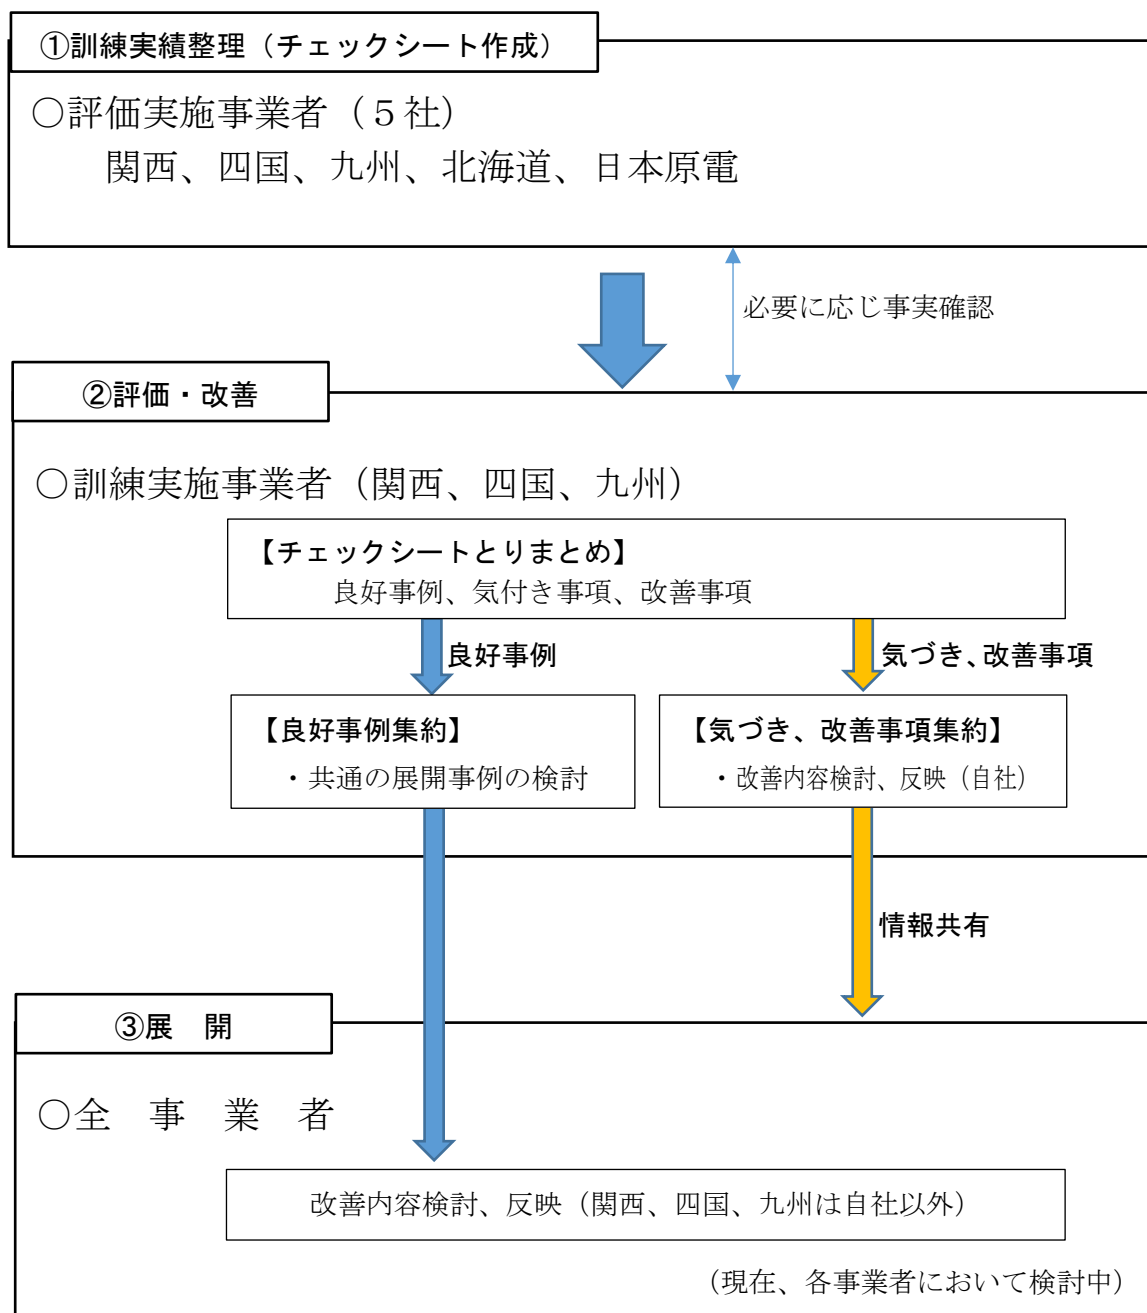 ①訓練実績整理（チェックシート作成）
○評価実施事業者（５社）
関西、四国、九州、北海道、日本原電
必要に応じ事実確認
②評価・改善
○訓練実施事業者（関西、四国、九州）
【チェックシートとりまとめ】
良好事例、気付き事項、改善事項
良好事例
気づき、改善事項
【良好事例集約】
・共通の展開事例の検討
【気づき、改善事項集約】
・改善内容検討、反映（自社）
情報共有
③展　開
○全　事　業　者
改善内容検討、反映（関西、四国、九州は自社以外）
（現在、各事業者において検討中）